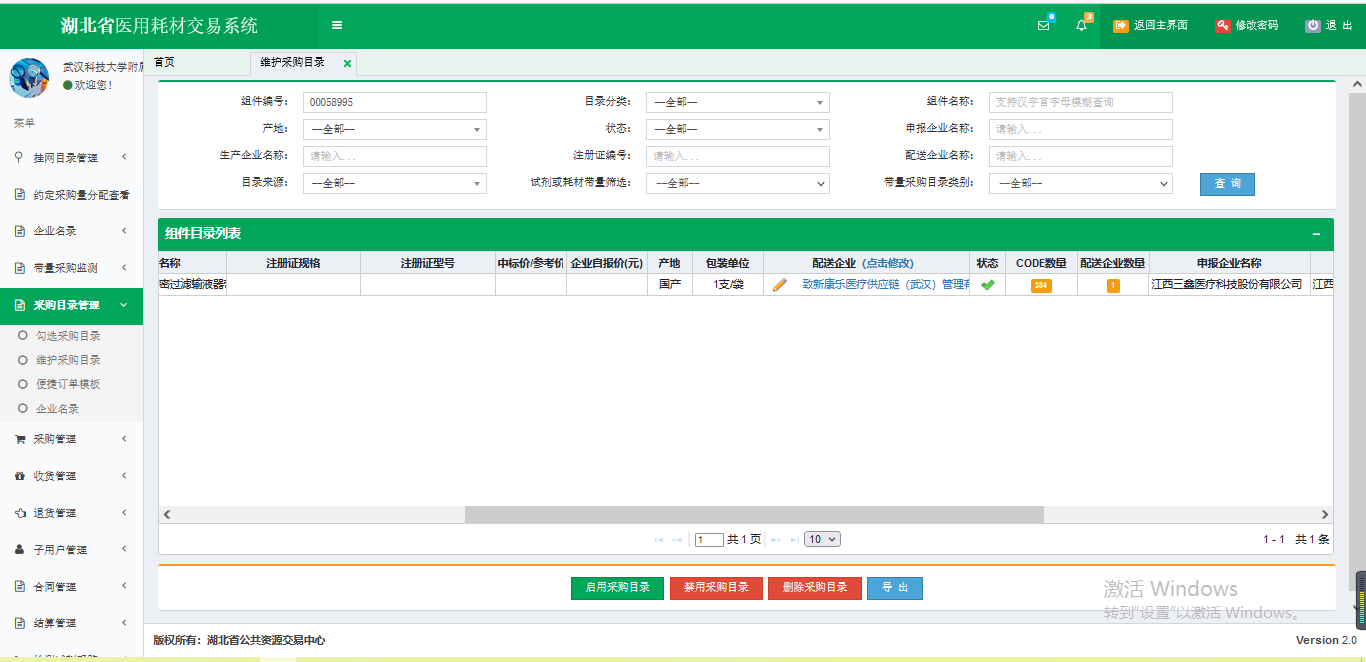 湖北省医用耗材交易系统
0
3
返回主界面
修改密码
退 出
武汉科技大学附属
欢迎您！
首页
维护采购目录
菜单
挂网目录管理
约定采购量分配查看
企业名录
带量采购监测
采购目录管理
勾选采购目录
维护采购目录
便捷订单模板
企业名录
采购管理
收货管理
退货管理
子用户管理
合同管理
结算管理
组件编号： 00058995
目录分类： ---全部---
组件名称： 支持汉字首字母模糊查询
产地： ---全部---
状态： ---全部---
申报企业名称： 请输入...
生产企业名称： 请输入...
注册证编号： 请输入...
配送企业名称： 请输入...
目录来源： ---全部---
试剂或耗材带量筛选： ---全部---
带量采购目录类别： ---全部---
查 询
组件目录列表
名称 注册证规格 注册证型号 中标价/参考价 企业自报价(元) 产地 包装单位 配送企业（点击修改） 状态 CODE数量 配送企业数量 申报企业名称
密过滤输液器 国产 1支/袋 致新康乐医疗供应链（武汉）管理有 384 1 江西三鑫医疗科技股份有限公司 江西
1 共 1 页 10
1 - 1 共 1 条
启用采购目录 禁用采购目录 删除采购目录 导 出
激活 Windows
转到"设置"以激活 Windows。
版权所有：湖北省公共资源交易中心
Version 2.0